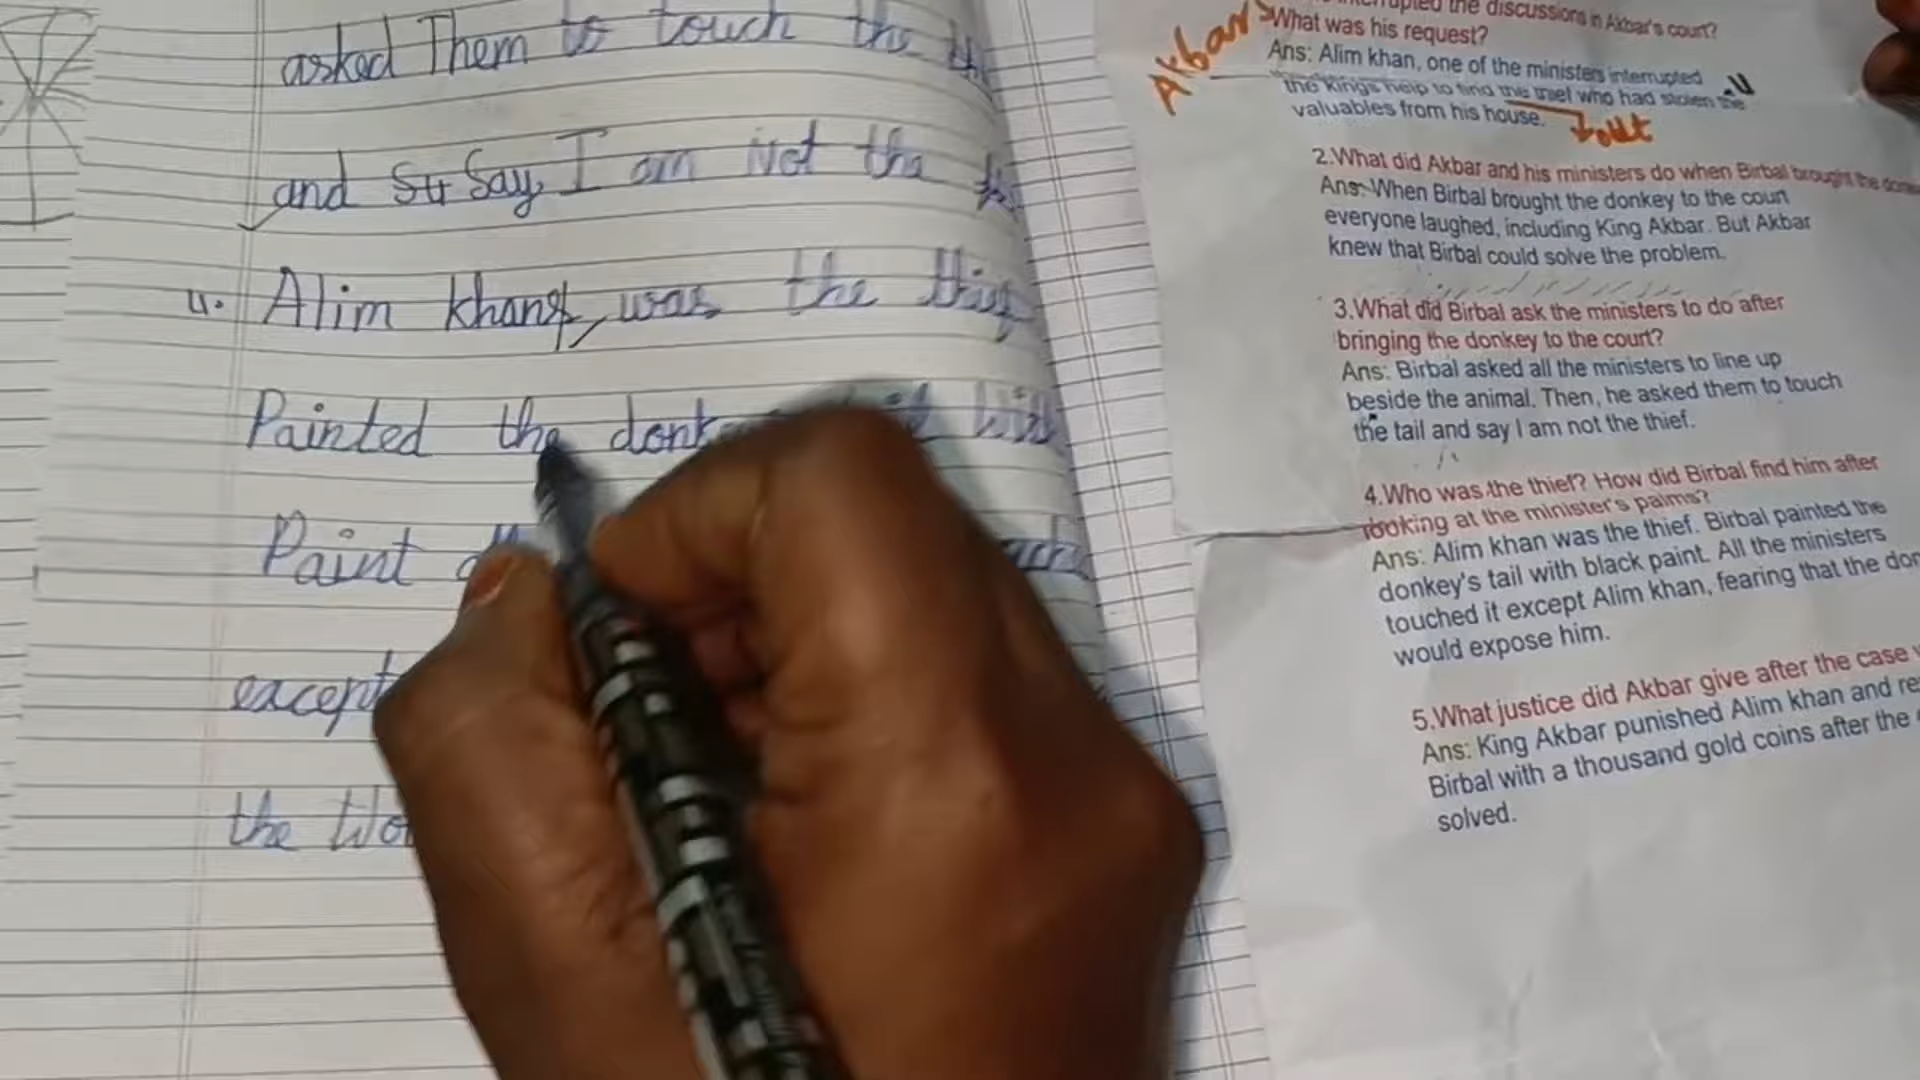 asked Them to touch the
and Say I am Not the
4. Alim khan, was the thief
Painted the
Paint
except
the
Akbar
interrupted the discussions in Akbar's court?
What was his request?
Ans: Alim khan, one of the ministers interrupted
the kings help to find the thief who had stolen the
valuables from his house.
out
2.What did Akbar and his ministers do when Birbal brought the
Ans: When Birbal brought the donkey to the court
everyone laughed, including King Akbar. But Akbar
knew that Birbal could solve the problem.
3.What did Birbal ask the ministers to do after
bringing the donkey to the court?
Ans: Birbal asked all the ministers to line up
beside the animal. Then, he asked them to touch
the tail and say I am not the thief.
4.Who was the thief? How did Birbal find him after
looking at the minister's palms?
Ans: Alim khan was the thief. Birbal painted the
donkey's tail with black paint. All the ministers
touched it except Alim khan, fearing that the don
would expose him.
5.What justice did Akbar give after the case
Ans: King Akbar punished Alim khan and re
Birbal with a thousand gold coins after the
solved.